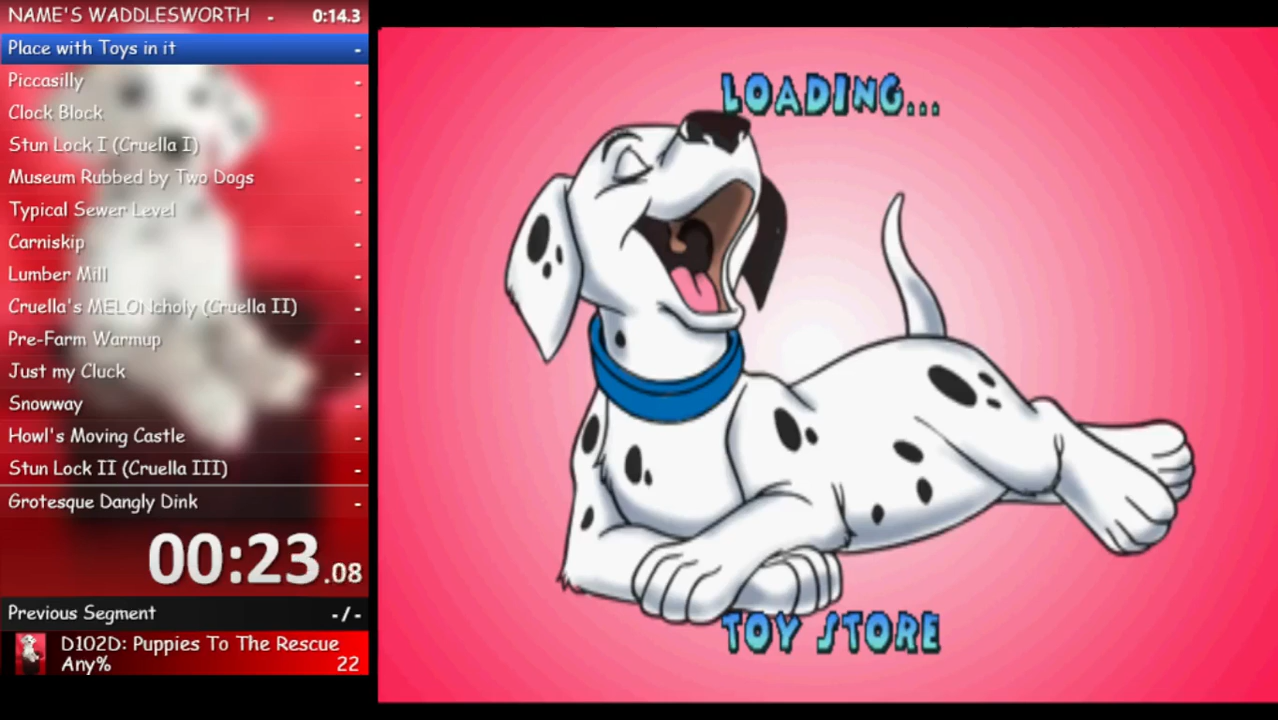 NAME'S WADDLESWORTH - 0:14.3
Place with Toys in it -
Piccasilly -
Clock Block -
Stun Lock I (Cruella I) -
Museum Rubbed by Two Dogs -
Typical Sewer Level -
Carniskip -
Lumber Mill -
Cruella's MELONcholy (Cruella II) -
Pre-Farm Warmup -
Just my Cluck -
Snowway -
Howl's Moving Castle -
Stun Lock II (Cruella III) -
Grotesque Dangly Dink -
00:23.08
Previous Segment -/-
D102D: Puppies To The Rescue
Any% 22
LOADING...
TOY STORE